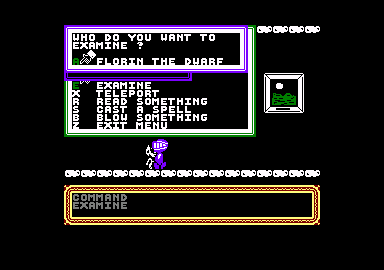 WHO DO YOU WANT TO
EXAMINE ?
A FLORIN THE DWARF
E EXAMINE
X TELEPORT
R READ SOMETHING
S CAST A SPELL
B BLOW SOMETHING
Z EXIT MENU
COMMAND
EXAMINE